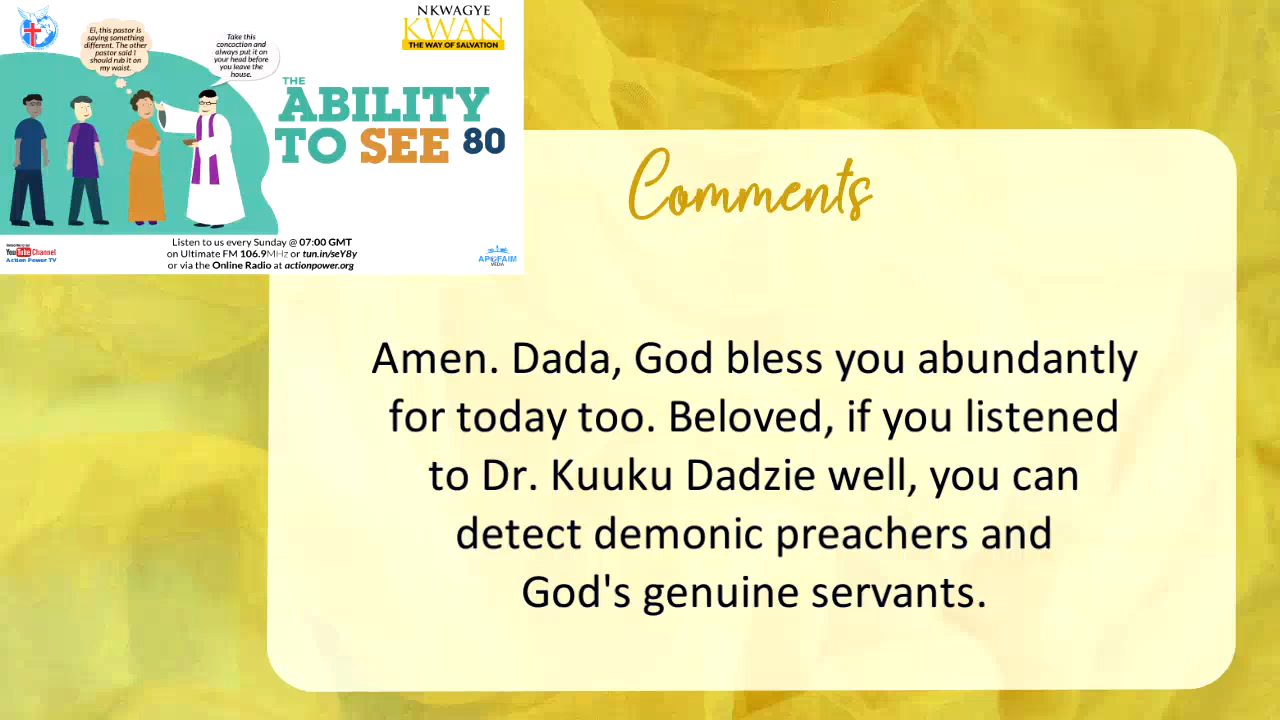 Ei, this pastor is
saying something
different. The other
pastor said I
should rub it on
my waist.
Take this
concoction and
always put it on
your head before
you leave the
house.
NKWAGYE
KWAN
THE WAY OF SALVATION
THE
ABILITY
TO SEE 80
Listen to us every Sunday @ 07:00 GMT
on Ultimate FM 106.9MHz or tun.in/seY8y
or via the Online Radio at actionpower.org
YouTube Channel
Action Power TV
APOFAIM
MEDIA
Comments
Amen. Dada, God bless you abundantly
for today too. Beloved, if you listened
to Dr. Kuuku Dadzie well, you can
detect demonic preachers and
God's genuine servants.